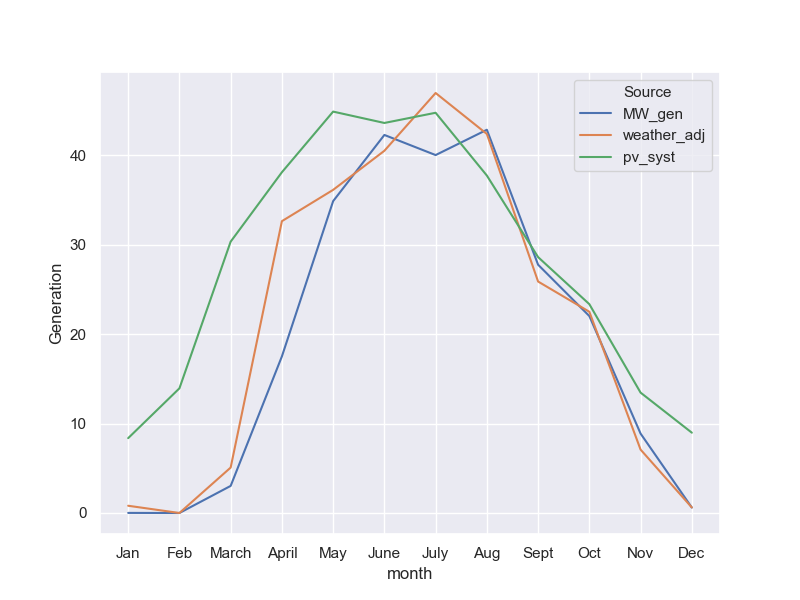 Source
MW_gen
weather_adj
pv_syst
Generation
40
30
20
10
0
Jan Feb March April May June July Aug Sept Oct Nov Dec
month